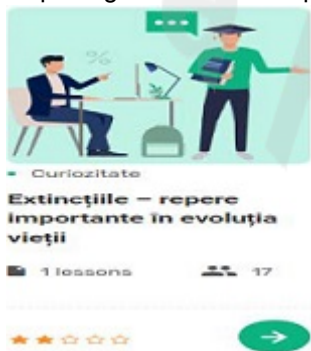 Curiozitate
Extincțiile – repere
importante în evoluția
vieții
1 lessons 17